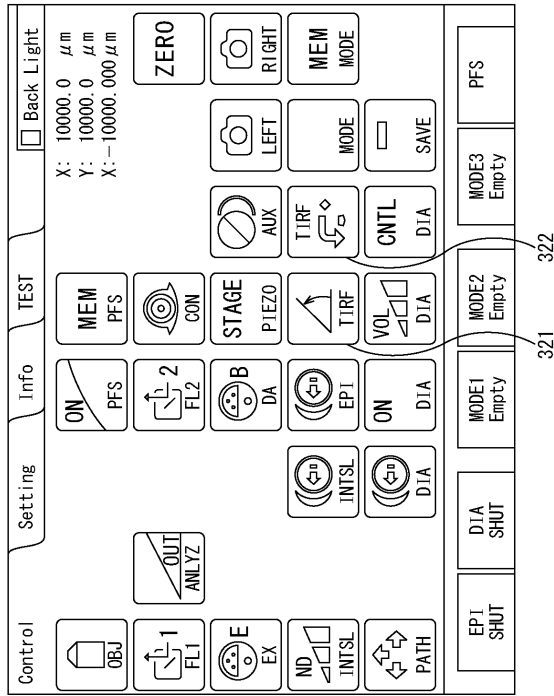 Control
Setting
Info
TEST
Back Light
X: 10000.0 μm
Y: 10000.0 μm
X:−10000.000 μm
OBJ
ON
PFS
MEM
PFS
1
FL1
OUT
ANLYZ
2
FL2
CON
ZERO
E
EX
B
DA
STAGE
PIEZO
AUX
LEFT
RIGHT
ND
INTSL
INTSL
EPI
TIRF
TIRF
MODE
MEM
MODE
PATH
DIA
ON
DIA
VOL
DIA
CNTL
DIA
SAVE
EPI
SHUT
DIA
SHUT
MODE1
Empty
MODE2
Empty
MODE3
Empty
PFS
321
322